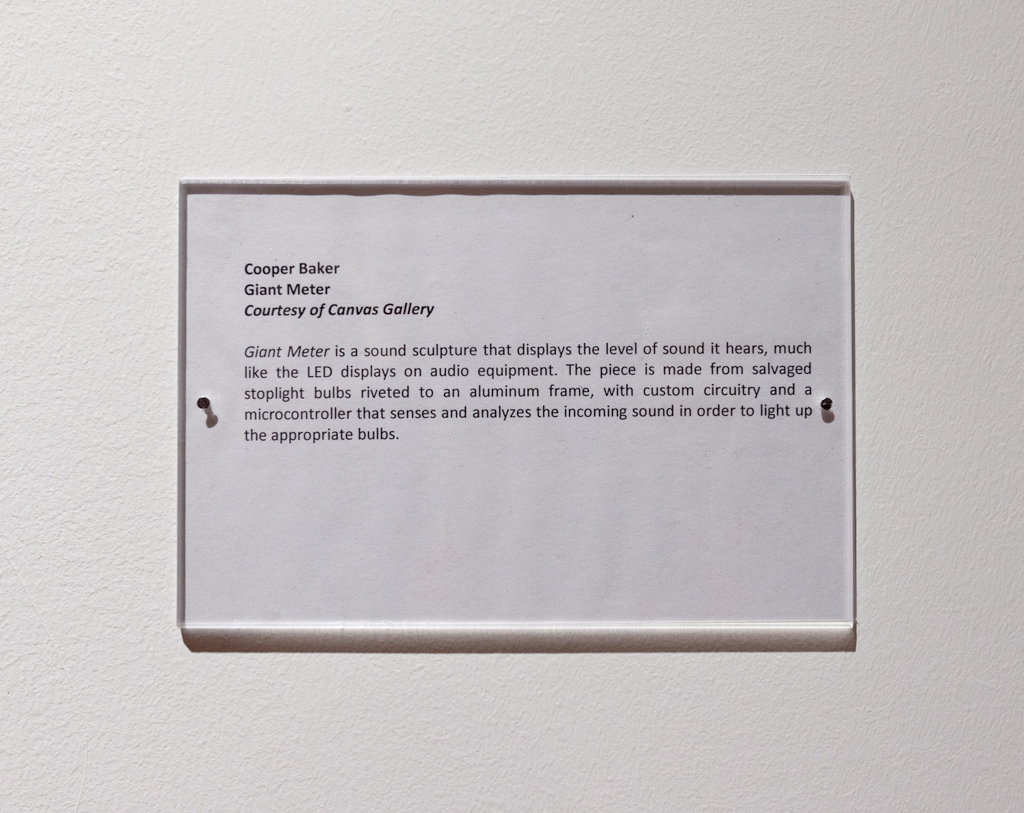 Cooper Baker
Giant Meter
Courtesy of Canvas Gallery
Giant Meter is a sound sculpture that displays the level of sound it hears, much
like the LED displays on audio equipment. The piece is made from salvaged
stoplight bulbs riveted to an aluminum frame, with custom circuitry and a
microcontroller that senses and analyzes the incoming sound in order to light up
the appropriate bulbs.